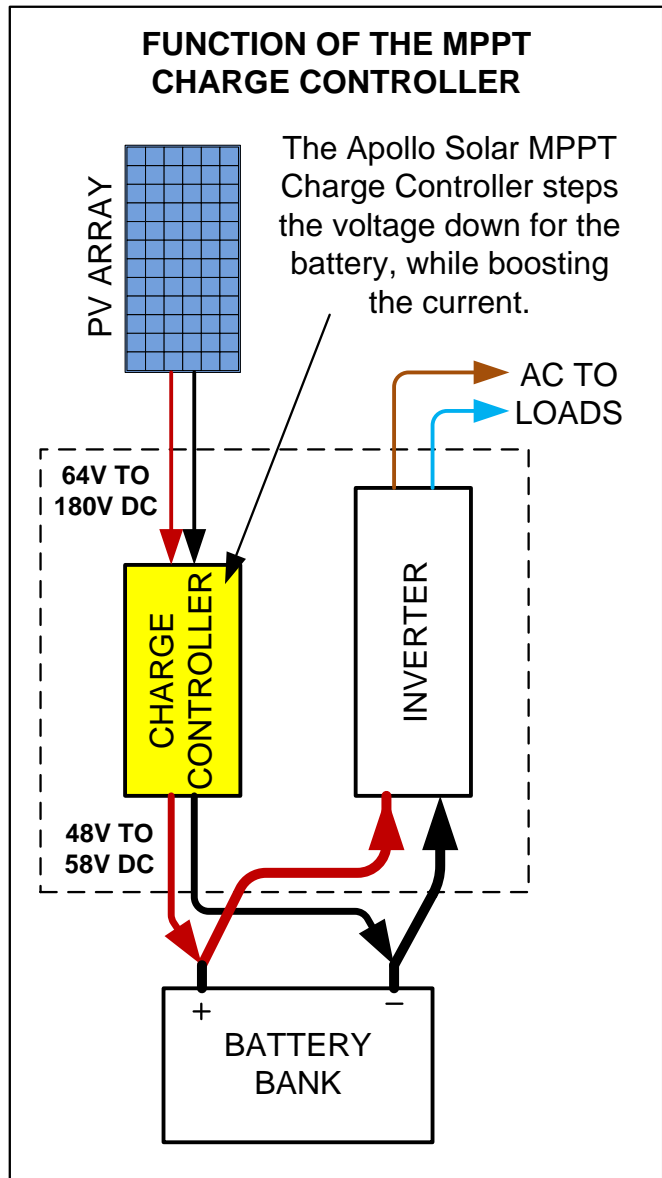 FUNCTION OF THE MPPT
CHARGE CONTROLLER
The Apollo Solar MPPT
Charge Controller steps
the voltage down for the
battery, while boosting
the current.
PV ARRAY
AC TO
LOADS
64V TO
180V DC
CHARGE
CONTROLLER
INVERTER
48V TO
58V DC
+
−
BATTERY
BANK